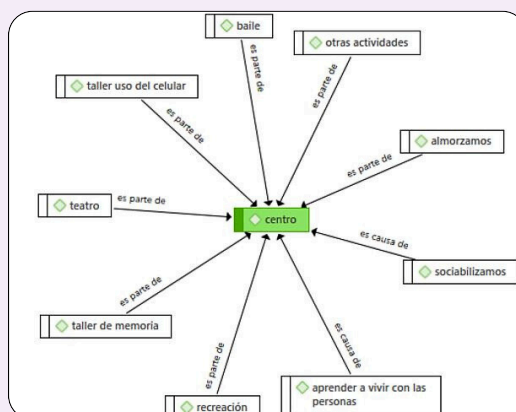 baile
es parte de
otras actividades
es parte de
taller uso del celular
es parte de
almorzamos
es parte de
teatro
es parte de
centro
es causa de
sociabilizamos
es parte de
taller de memoria
es parte de
recreación
es causa de
aprender a vivir con las
personas